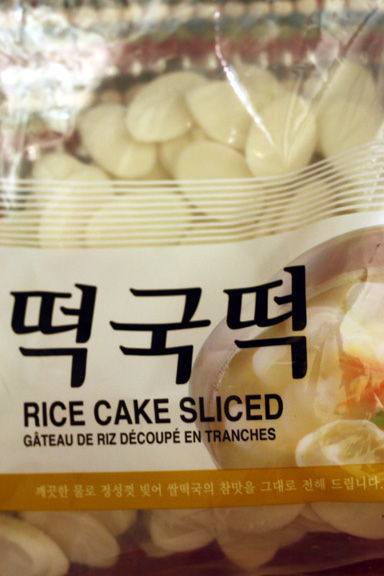 떡국떡
RICE CAKE SLICED
GÂTEAU DE RIZ DÉCOUPÉ EN TRANCHES
깨끗한 물로 정성껏 빚어 쌀떡국의 참맛을 그대로 전해 드립니다.